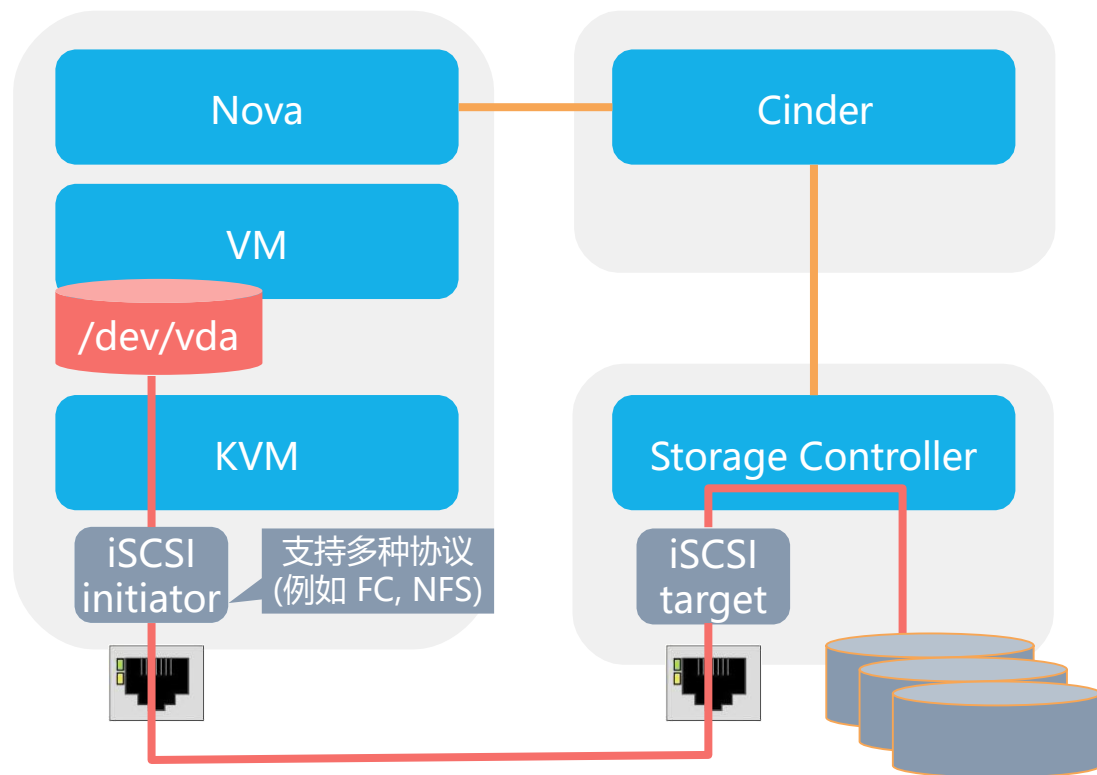 Nova
Cinder
VM
/dev/vda
KVM
Storage Controller
iSCSI
initiator
支持多种协议
(例如 FC, NFS)
iSCSI
target